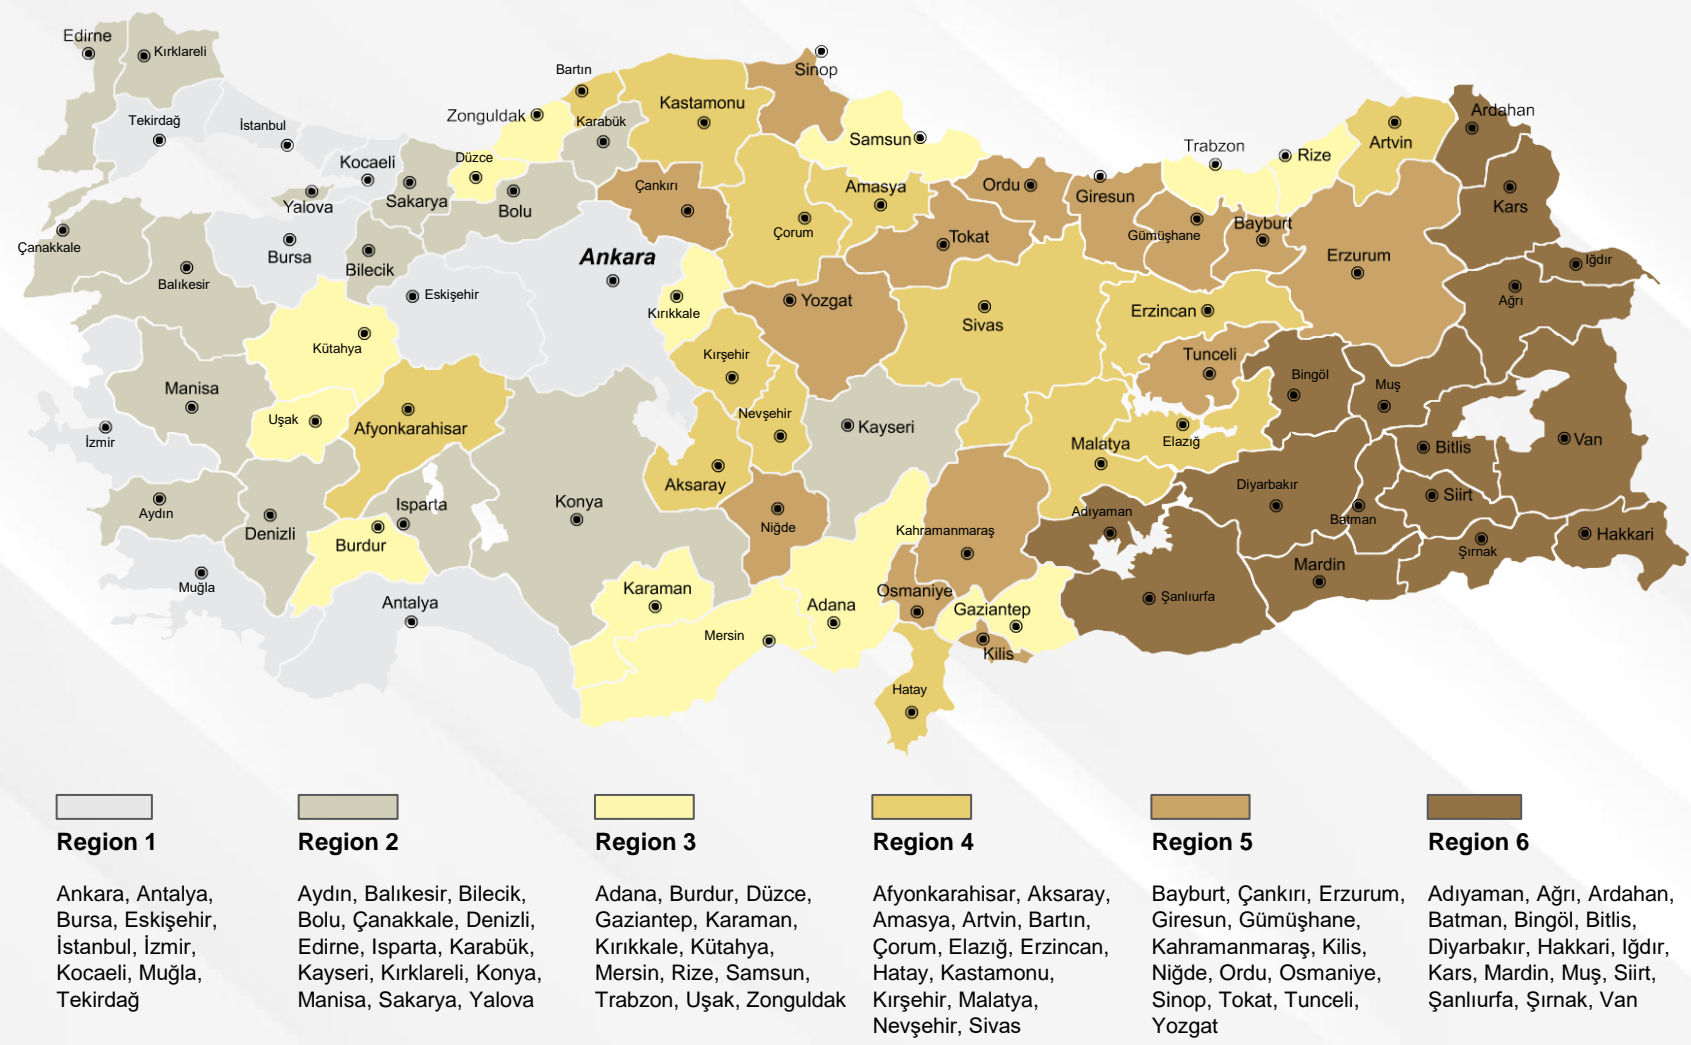 Edirne
Kırklareli
Sinop
Bartın
Kastamonu
Ardahan
Zonguldak
Tekirdağ
İstanbul
Karabük
Samsun
Artvin
Trabzon
Rize
Kocaeli
Düzce
Çankırı
Amasya
Ordu
Giresun
Yalova
Sakarya
Bolu
Kars
Çanakkale
Bursa
Bilecik
Ankara
Çorum
Tokat
Gümüşhane
Bayburt
Erzurum
Iğdır
Balıkesir
Eskişehir
Kırıkkale
Yozgat
Sivas
Erzincan
Ağrı
Kütahya
Kırşehir
Tunceli
Bingöl
Muş
Manisa
Uşak
Afyonkarahisar
Nevşehir
Kayseri
Malatya
Elazığ
Bitlis
Van
İzmir
Aksaray
Diyarbakır
Siirt
Aydın
Denizli
Isparta
Konya
Niğde
Kahramanmaraş
Adıyaman
Batman
Burdur
Şırnak
Hakkari
Muğla
Antalya
Karaman
Adana
Osmaniye
Gaziantep
Şanlıurfa
Mardin
Mersin
Kilis
Hatay
Region 1
Ankara, Antalya,
Bursa, Eskişehir,
İstanbul, İzmir,
Kocaeli, Muğla,
Tekirdağ
Region 2
Aydın, Balıkesir, Bilecik,
Bolu, Çanakkale, Denizli,
Edirne, Isparta, Karabük,
Kayseri, Kırklareli, Konya,
Manisa, Sakarya, Yalova
Region 3
Adana, Burdur, Düzce,
Gaziantep, Karaman,
Kırıkkale, Kütahya,
Mersin, Rize, Samsun,
Trabzon, Uşak, Zonguldak
Region 4
Afyonkarahisar, Aksaray,
Amasya, Artvin, Bartın,
Çorum, Elazığ, Erzincan,
Hatay, Kastamonu,
Kırşehir, Malatya,
Nevşehir, Sivas
Region 5
Bayburt, Çankırı, Erzurum,
Giresun, Gümüşhane,
Kahramanmaraş, Kilis,
Niğde, Ordu, Osmaniye,
Sinop, Tokat, Tunceli,
Yozgat
Region 6
Adıyaman, Ağrı, Ardahan,
Batman, Bingöl, Bitlis,
Diyarbakır, Hakkari, Iğdır,
Kars, Mardin, Muş, Siirt,
Şanlıurfa, Şırnak, Van